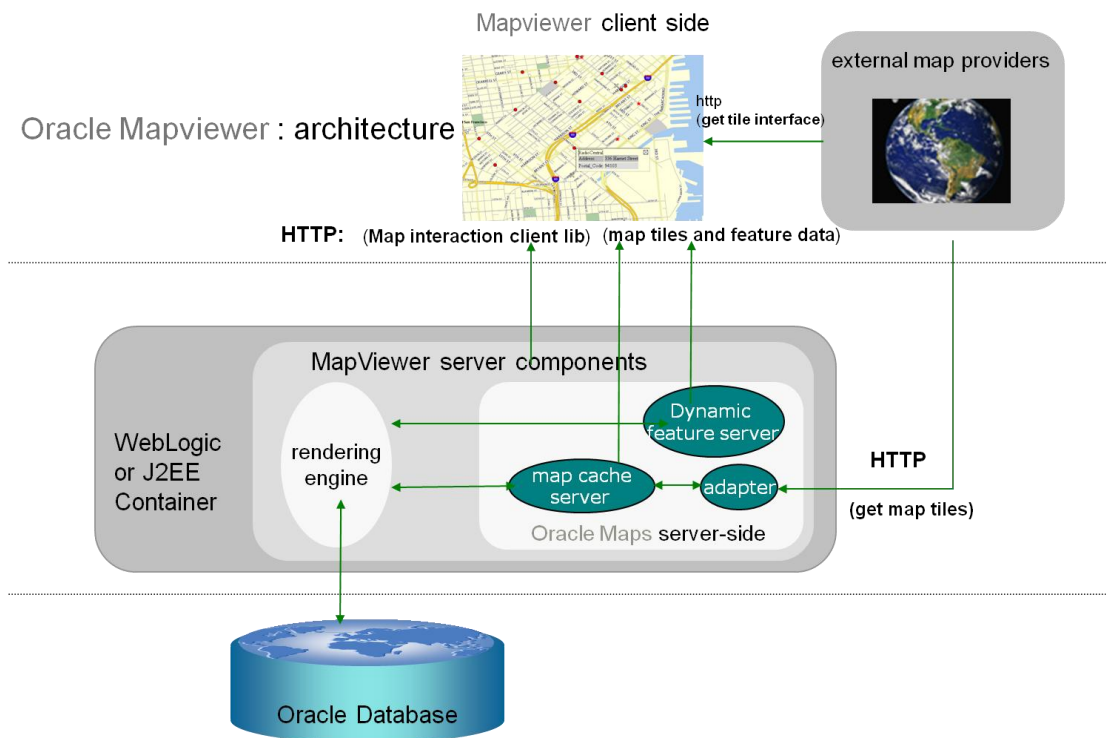 Mapviewer client side
external map providers
http
(get tile interface)
Oracle Mapviewer : architecture
HTTP: (Map interaction client lib) (map tiles and feature data)
MapViewer server components
Dynamic
feature server
WebLogic
or J2EE
Container
rendering
engine
map cache
server
adapter
HTTP
(get map tiles)
Oracle Maps server-side
Oracle Database